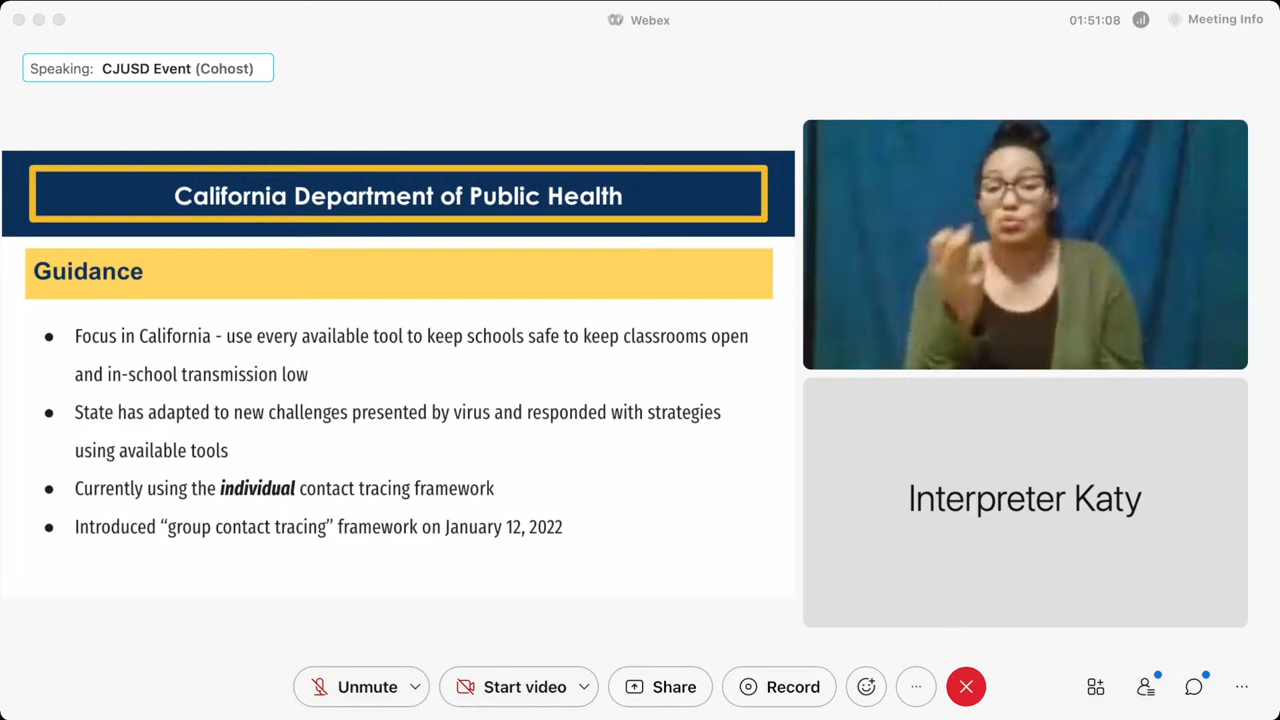 Webex
01:51:08
Meeting Info
Speaking: CJUSD Event (Cohost)
California Department of Public Health
Guidance
● Focus in California - use every available tool to keep schools safe to keep classrooms open
and in-school transmission low
● State has adapted to new challenges presented by virus and responded with strategies
using available tools
● Currently using the individual contact tracing framework
● Introduced “group contact tracing” framework on January 12, 2022
Interpreter Katy
Unmute
Start video
Share
Record